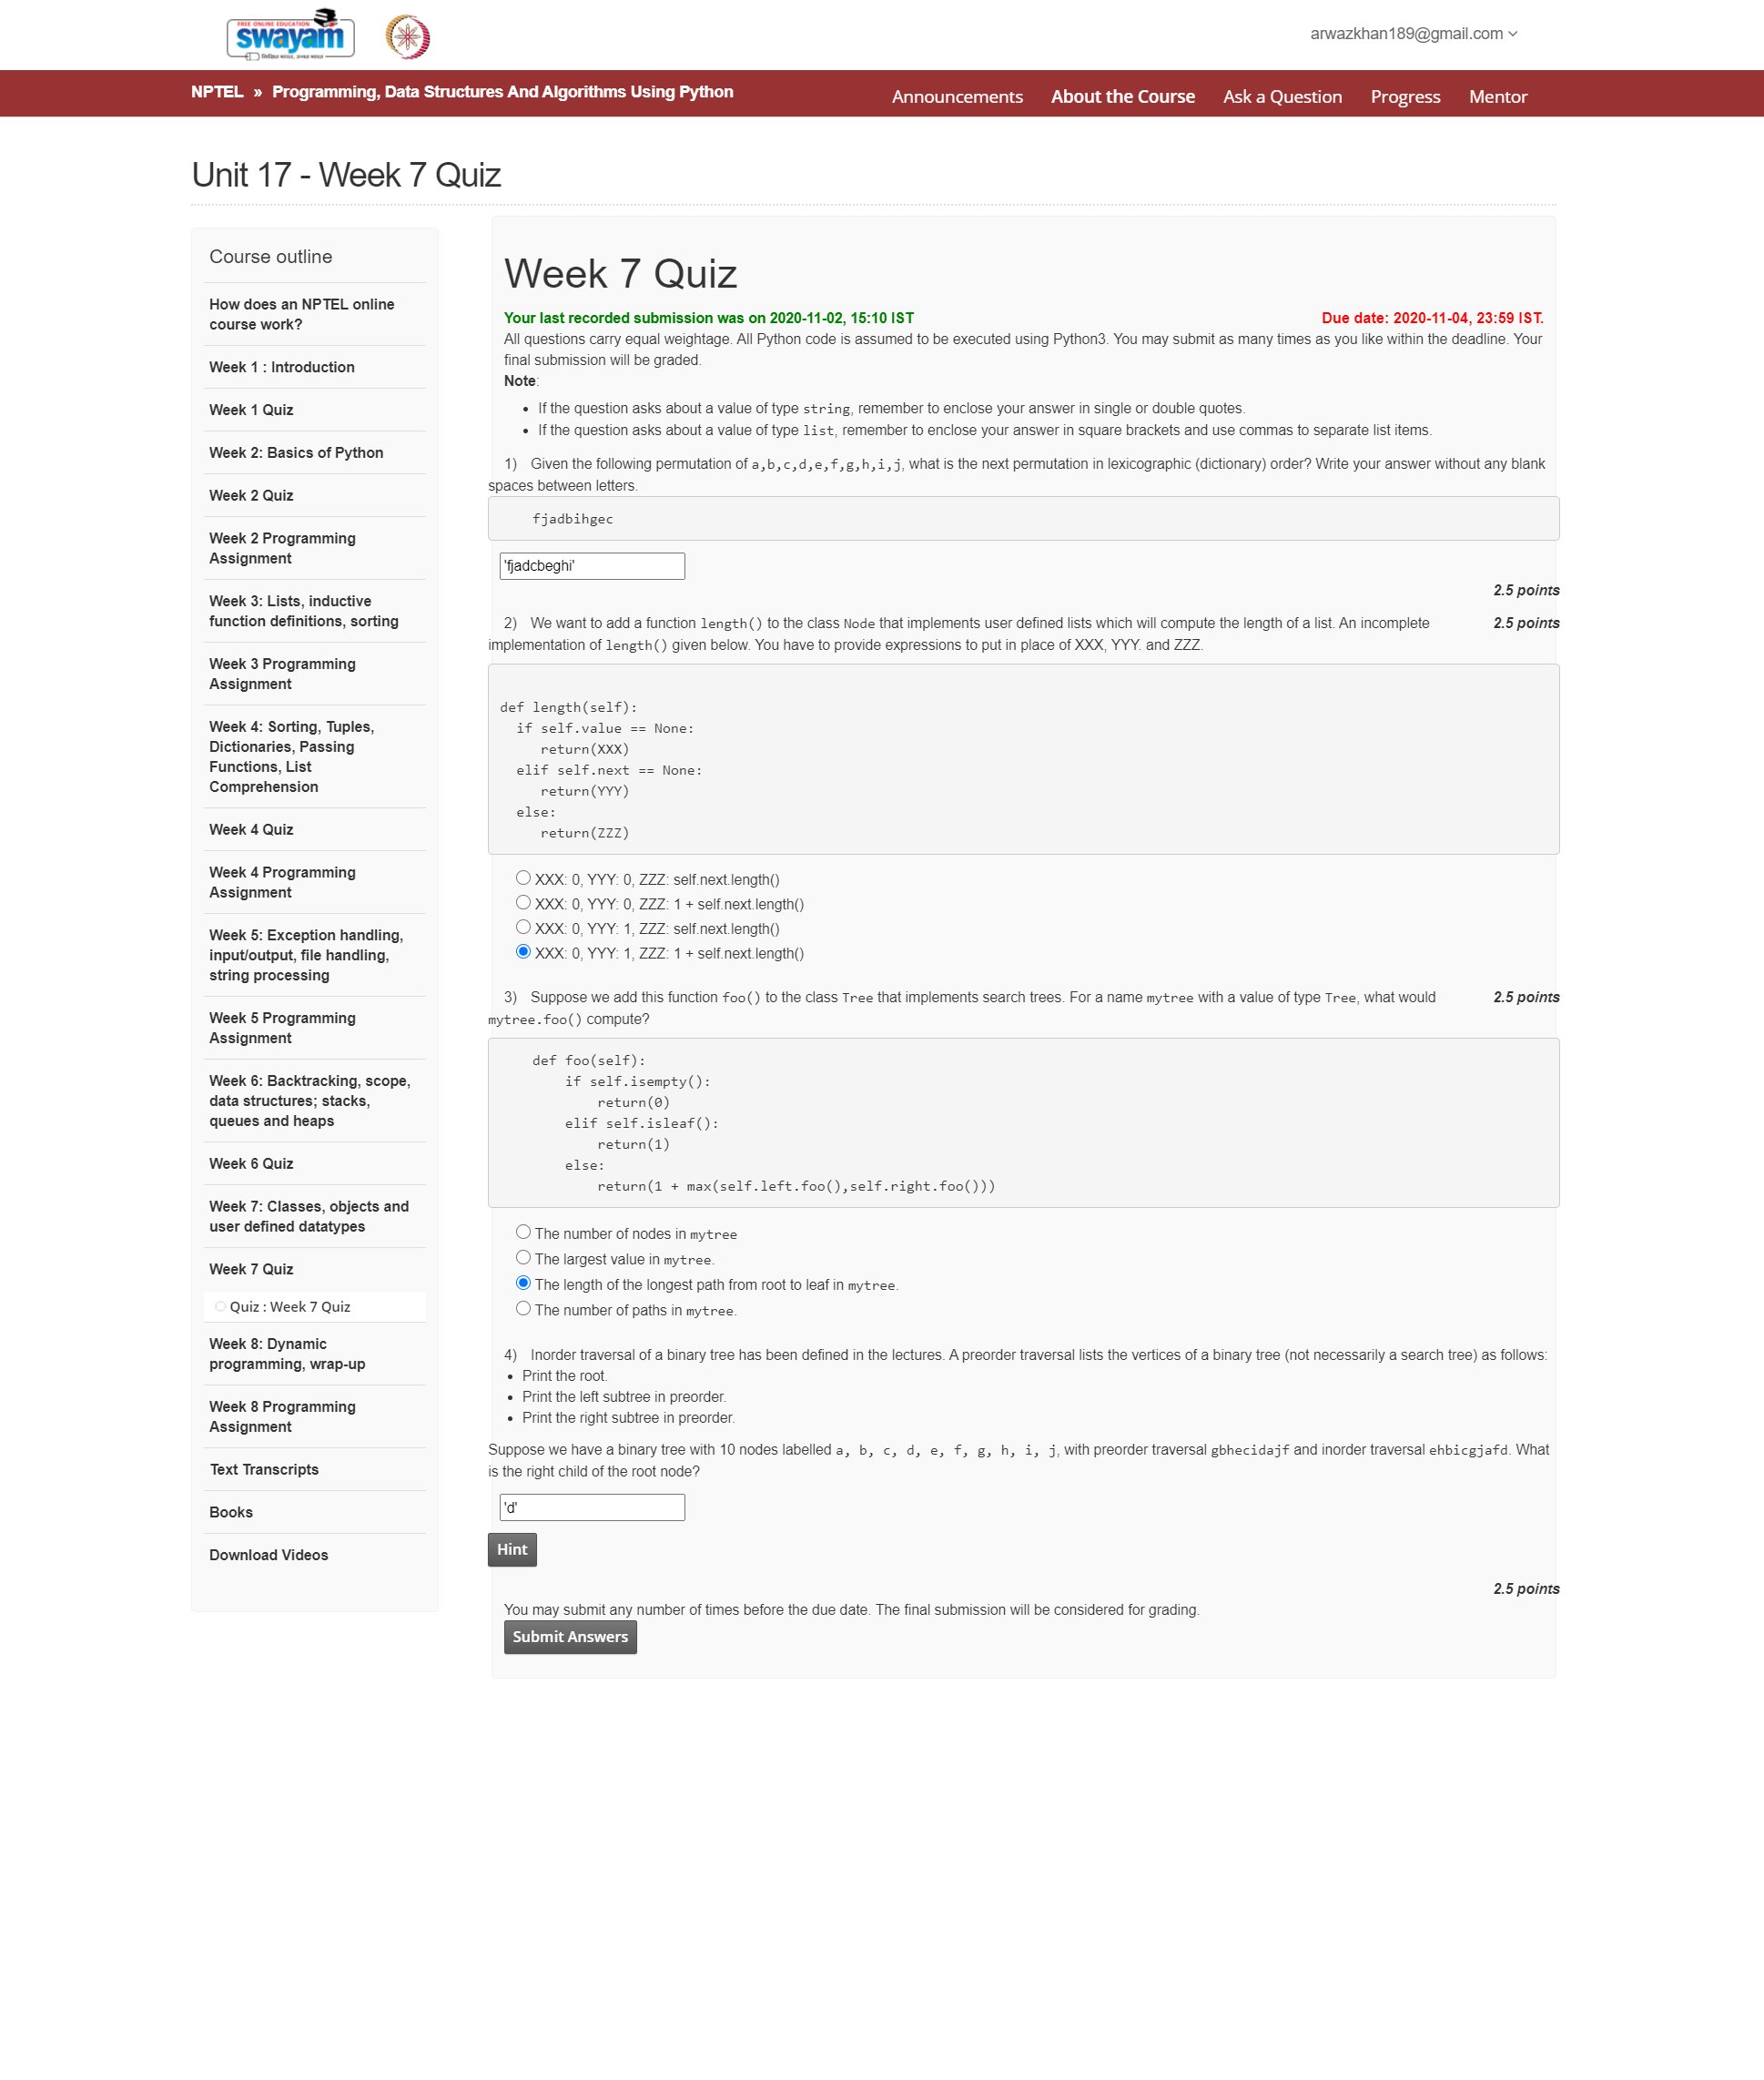 FREE ONLINE EDUCATION
swayam
शिक्षित भारत, उन्नत भारत
arwazkhan189@gmail.com
NPTEL » Programming, Data Structures And Algorithms Using Python
Announcements About the Course Ask a Question Progress Mentor
Unit 17 - Week 7 Quiz
Course outline
How does an NPTEL online
course work?
Week 1 : Introduction
Week 1 Quiz
Week 2: Basics of Python
Week 2 Quiz
Week 2 Programming
Assignment
Week 3: Lists, inductive
function definitions, sorting
Week 3 Programming
Assignment
Week 4: Sorting, Tuples,
Dictionaries, Passing
Functions, List
Comprehension
Week 4 Quiz
Week 4 Programming
Assignment
Week 5: Exception handling,
input/output, file handling,
string processing
Week 5 Programming
Assignment
Week 6: Backtracking, scope,
data structures; stacks,
queues and heaps
Week 6 Quiz
Week 7: Classes, objects and
user defined datatypes
Week 7 Quiz
Quiz : Week 7 Quiz
Week 8: Dynamic
programming, wrap-up
Week 8 Programming
Assignment
Text Transcripts
Books
Download Videos
Week 7 Quiz
Your last recorded submission was on 2020-11-02, 15:10 IST Due date: 2020-11-04, 23:59 IST.
All questions carry equal weightage. All Python code is assumed to be executed using Python3. You may submit as many times as you like within the deadline. Your
final submission will be graded.
Note:
• If the question asks about a value of type string, remember to enclose your answer in single or double quotes.
• If the question asks about a value of type list, remember to enclose your answer in square brackets and use commas to separate list items.
1) Given the following permutation of a,b,c,d,e,f,g,h,i,j, what is the next permutation in lexicographic (dictionary) order? Write your answer without any blank
spaces between letters.
fjadbihgec
'fjadcbeghi'
2.5 points
2) We want to add a function length() to the class Node that implements user defined lists which will compute the length of a list. An incomplete 2.5 points
implementation of length() given below. You have to provide expressions to put in place of XXX, YYY. and ZZZ.
def length(self):
if self.value == None:
return(XXX)
elif self.next == None:
return(YYY)
else:
return(ZZZ)
XXX: 0, YYY: 0, ZZZ: self.next.length()
XXX: 0, YYY: 0, ZZZ: 1 + self.next.length()
XXX: 0, YYY: 1, ZZZ: self.next.length()
XXX: 0, YYY: 1, ZZZ: 1 + self.next.length()
3) Suppose we add this function foo() to the class Tree that implements search trees. For a name mytree with a value of type Tree, what would 2.5 points
mytree.foo() compute?
def foo(self):
if self.isempty():
return(0)
elif self.isleaf():
return(1)
else:
return(1 + max(self.left.foo(),self.right.foo()))
The number of nodes in mytree
The largest value in mytree.
The length of the longest path from root to leaf in mytree.
The number of paths in mytree.
4) Inorder traversal of a binary tree has been defined in the lectures. A preorder traversal lists the vertices of a binary tree (not necessarily a search tree) as follows:
• Print the root.
• Print the left subtree in preorder.
• Print the right subtree in preorder.
Suppose we have a binary tree with 10 nodes labelled a, b, c, d, e, f, g, h, i, j, with preorder traversal gbhecidajf and inorder traversal ehbicgjafd. What
is the right child of the root node?
'd'
Hint
2.5 points
You may submit any number of times before the due date. The final submission will be considered for grading.
Submit Answers